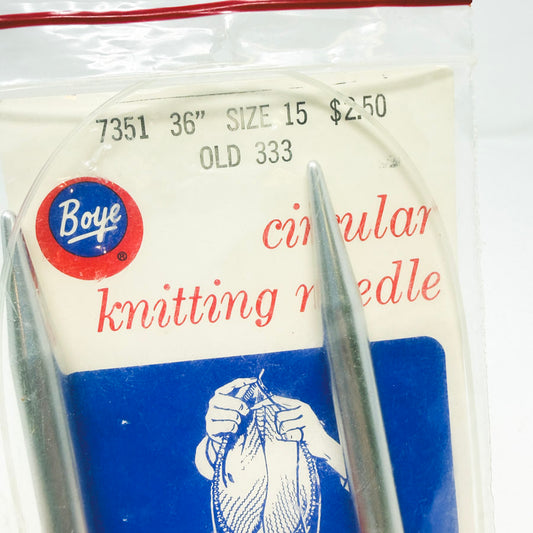 7351 36" SIZE 15 $2.50
OLD 333
Boye
®
circular
knitting needle